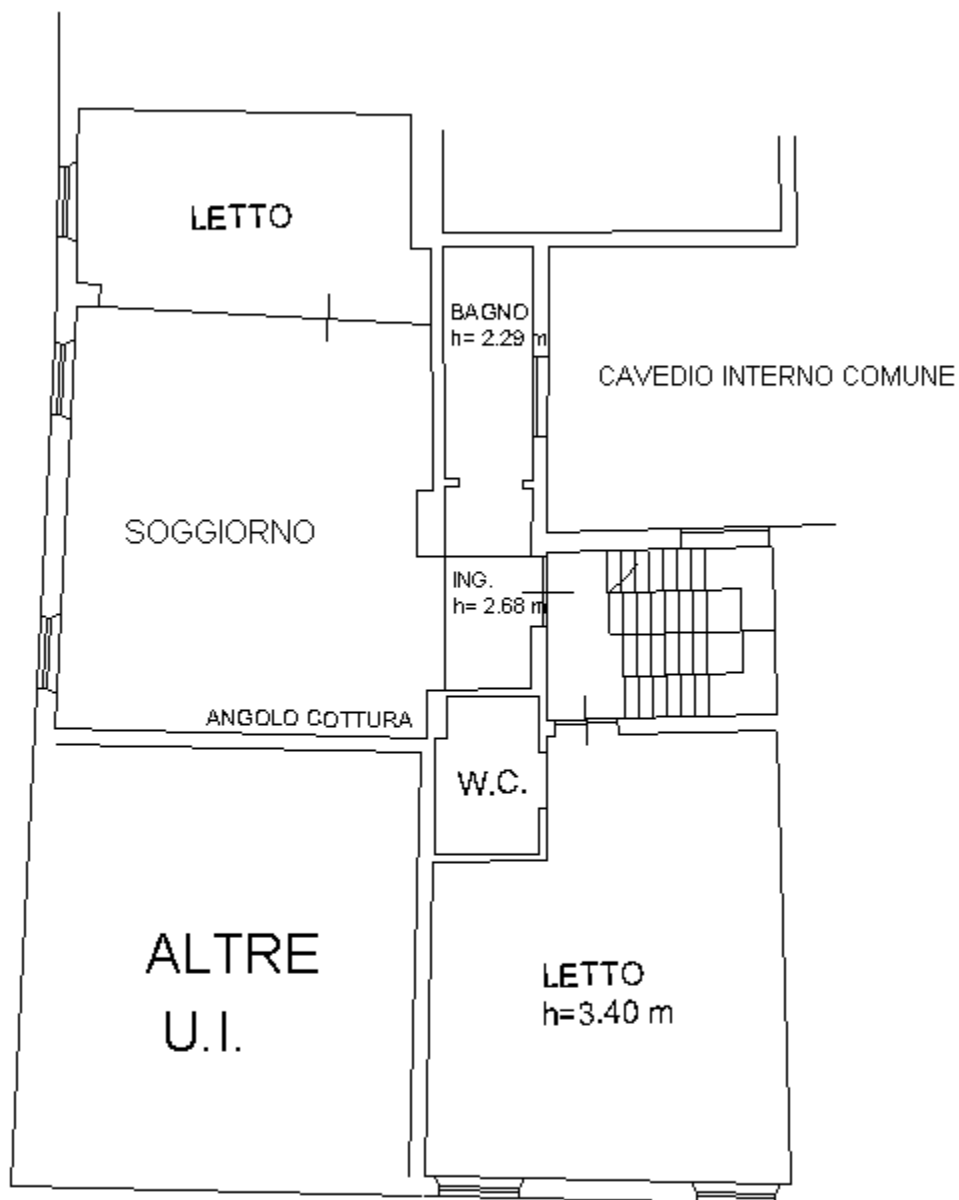 LETTO
BAGNO
h= 2.29 m
CAVEDIO INTERNO COMUNE
SOGGIORNO
ING.
h= 2.68 m
ANGOLO COTTURA
W.C.
ALTRE
U.I.
LETTO
h=3.40 m